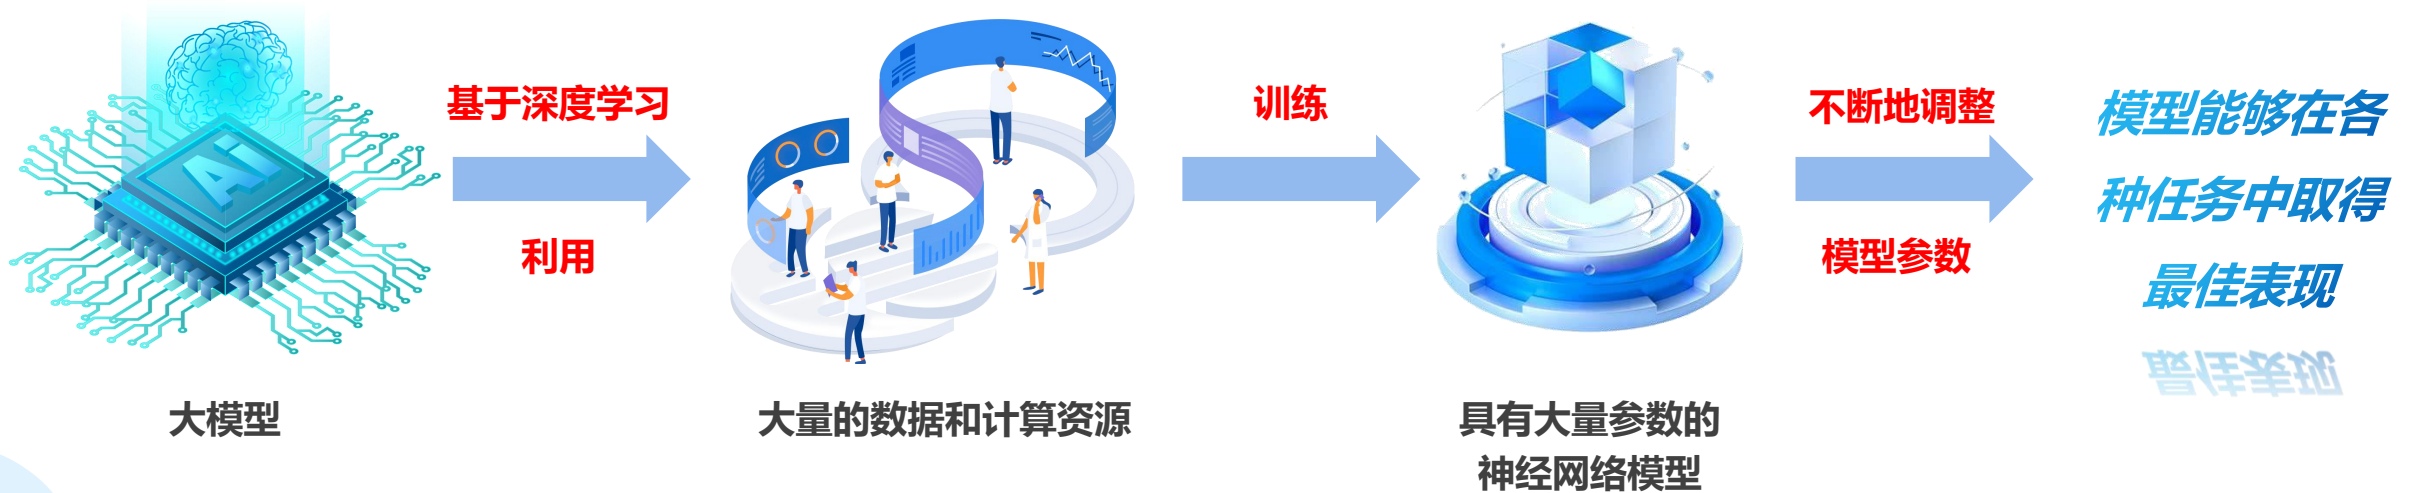 Ai
大模型
基于深度学习
利用
大量的数据和计算资源
训练
具有大量参数的
神经网络模型
不断地调整
模型参数
模型能够在各
种任务中取得
最佳表现